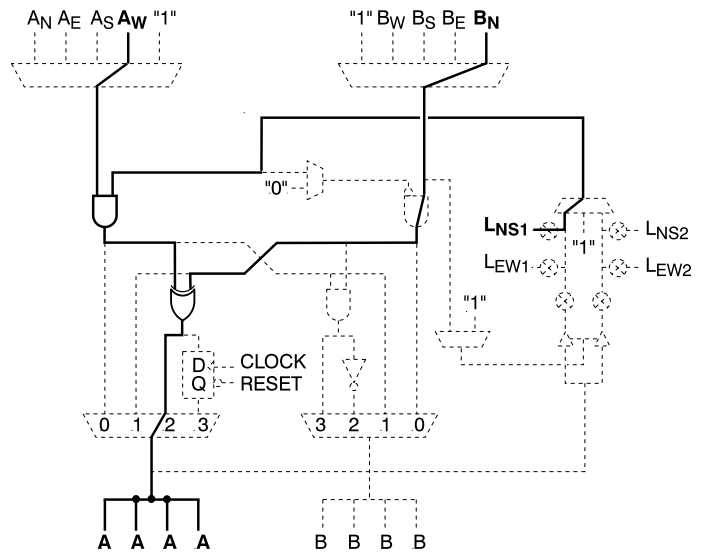 AN AE AS AW "1" "1" BW BS BE BN
"0"
LNS1 LNS2
"1"
LEW1 LEW2
"1"
D CLOCK
Q RESET
0 1 2 3 3 2 1 0
A A A A B B B B